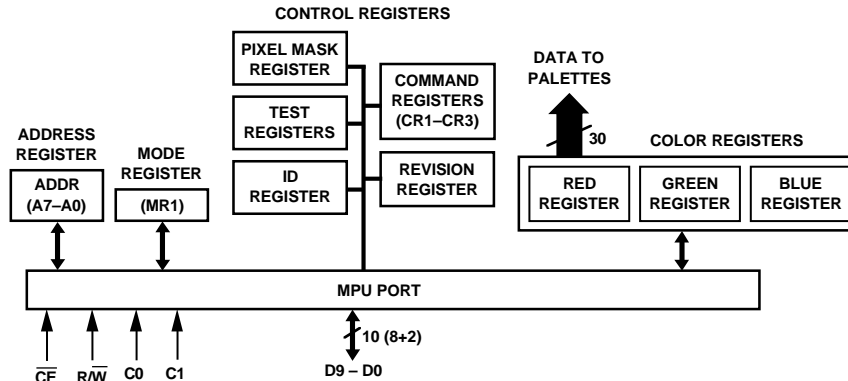 CONTROL REGISTERS
PIXEL MASK
REGISTER
COMMAND
REGISTERS
(CR1–CR3)
TEST
REGISTERS
ID
REGISTER
REVISION
REGISTER
DATA TO
PALETTES
30
COLOR REGISTERS
RED
REGISTER
GREEN
REGISTER
BLUE
REGISTER
ADDRESS
REGISTER
ADDR
(A7–A0)
MODE
REGISTER
(MR1)
MPU PORT
10 (8+2)
CE
R/W
C0
C1
D9 – D0